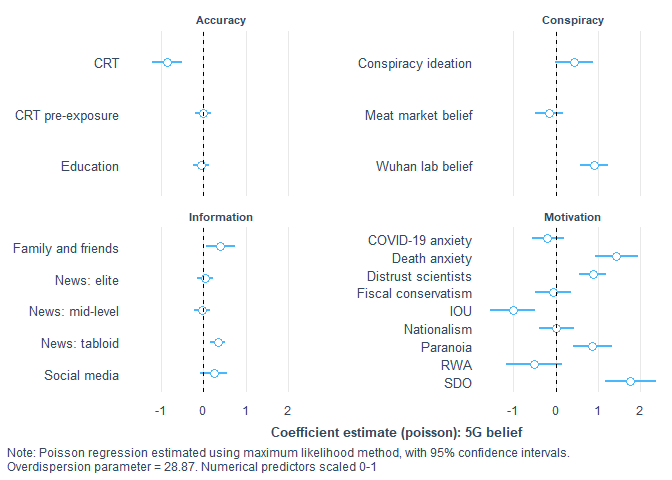 Accuracy
CRT
CRT pre-exposure
Education
Conspiracy
Conspiracy ideation
Meat market belief
Wuhan lab belief
Information
Family and friends
News: elite
News: mid-level
News: tabloid
Social media
-1 0 1 2
Motivation
COVID-19 anxiety
Death anxiety
Distrust scientists
Fiscal conservatism
IOU
Nationalism
Paranoia
RWA
SDO
-1 0 1 2
Coefficient estimate (poisson): 5G belief
Note: Poisson regression estimated using maximum likelihood method, with 95% confidence intervals.
Overdispersion parameter = 28.87. Numerical predictors scaled 0-1